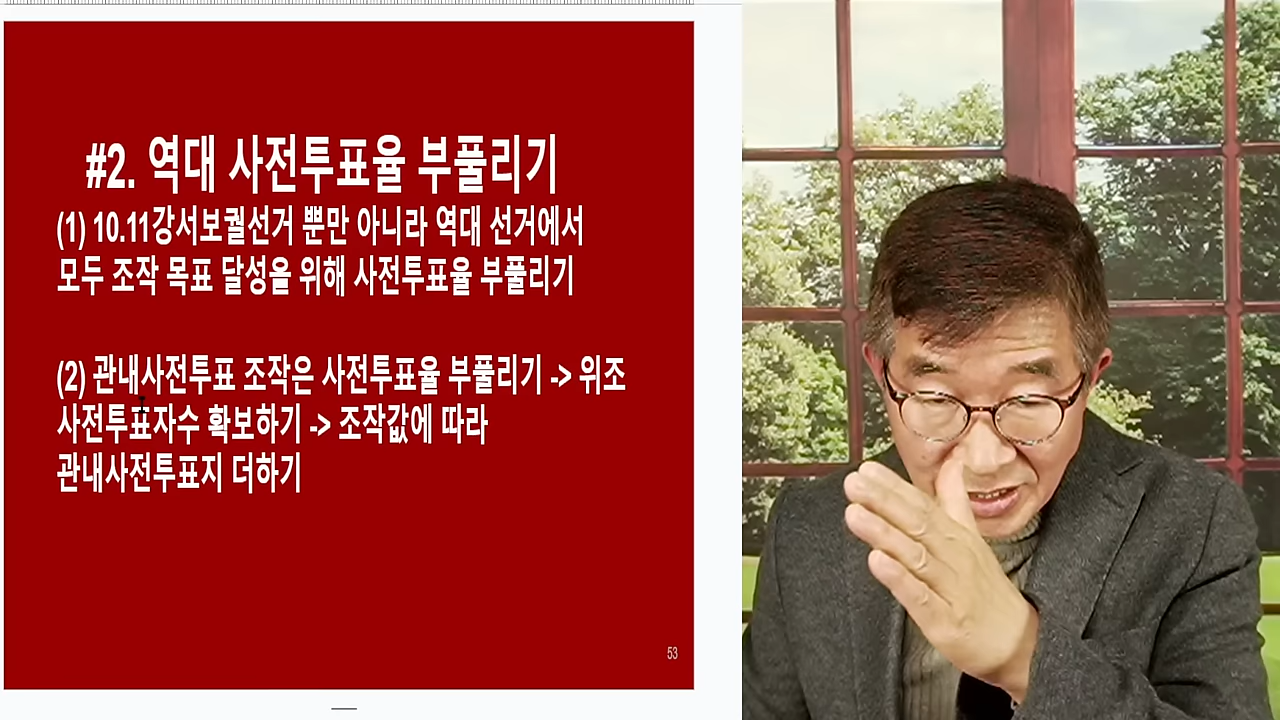 #2. 역대 사전투표율 부풀리기
(1) 10.11강서보궐선거 뿐만 아니라 역대 선거에서
모두 조작 목표 달성을 위해 사전투표율 부풀리기
(2) 관내사전투표 조작은 사전투표율 부풀리기 -> 위조
사전투표자수 확보하기 -> 조작값에 따라
관내사전투표지 더하기
53